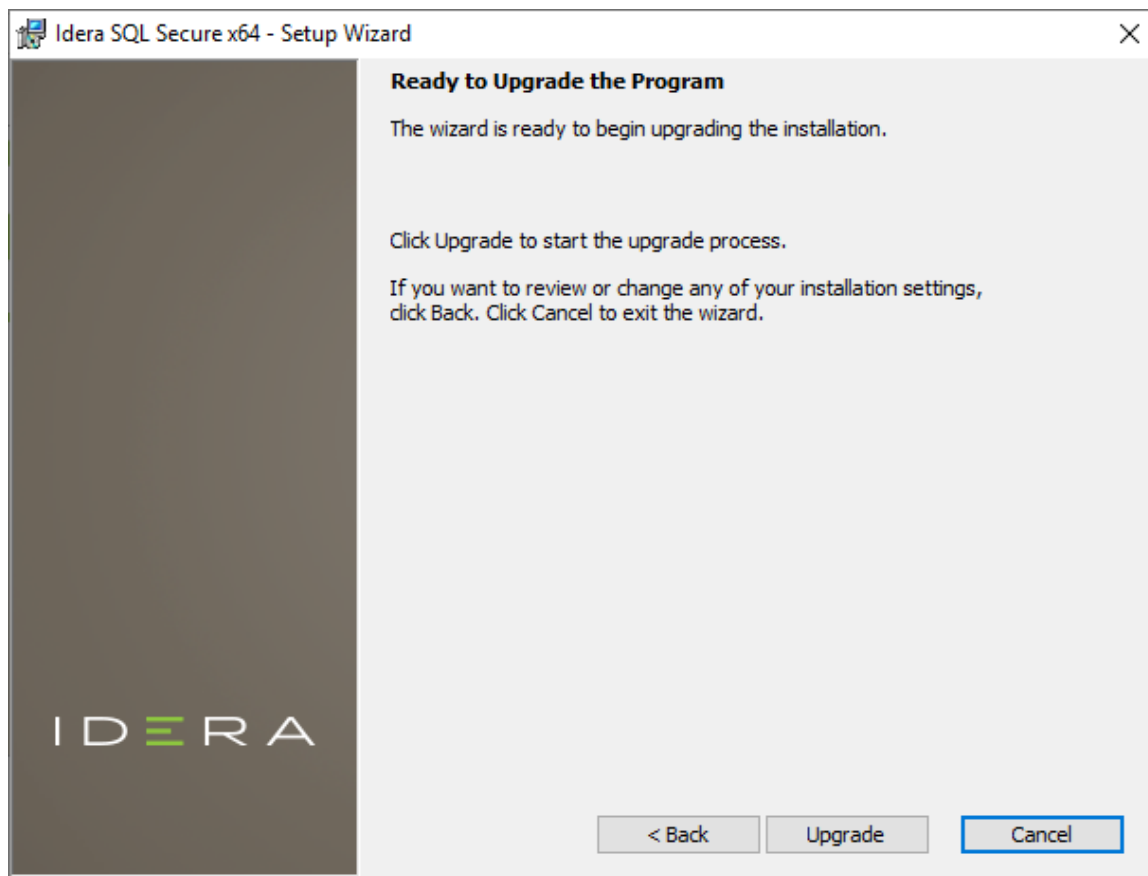 Idera SQL Secure x64 - Setup Wizard
Ready to Upgrade the Program
The wizard is ready to begin upgrading the installation.
Click Upgrade to start the upgrade process.
If you want to review or change any of your installation settings,
click Back. Click Cancel to exit the wizard.
IDERA
< Back
Upgrade
Cancel